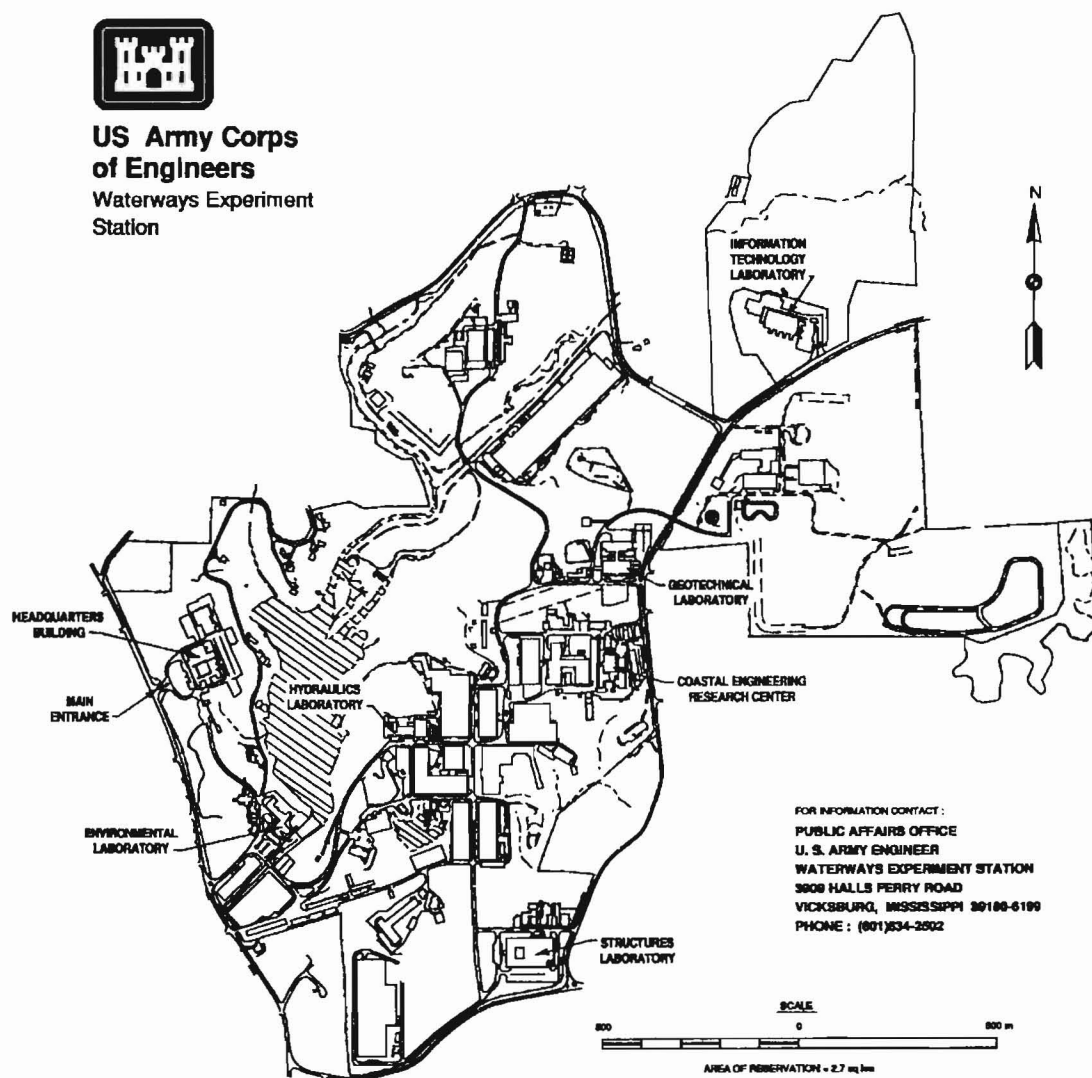 US Army Corps
of Engineers
Waterways Experiment
Station
N
INFORMATION
TECHNOLOGY
LABORATORY
GEOTECHNICAL
LABORATORY
HEADQUARTERS
BUILDING
MAIN
ENTRANCE
HYDRAULICS
LABORATORY
COASTAL ENGINEERING
RESEARCH CENTER
ENVIRONMENTAL
LABORATORY
STRUCTURES
LABORATORY
FOR INFORMATION CONTACT :
PUBLIC AFFAIRS OFFICE
U. S. ARMY ENGINEER
WATERWAYS EXPERIMENT STATION
3909 HALLS FERRY ROAD
VICKSBURG, MISSISSIPPI 39180-6199
PHONE : (601)634-2502
SCALE
0
m
AREA OF RESERVATION = 2.7 sq km